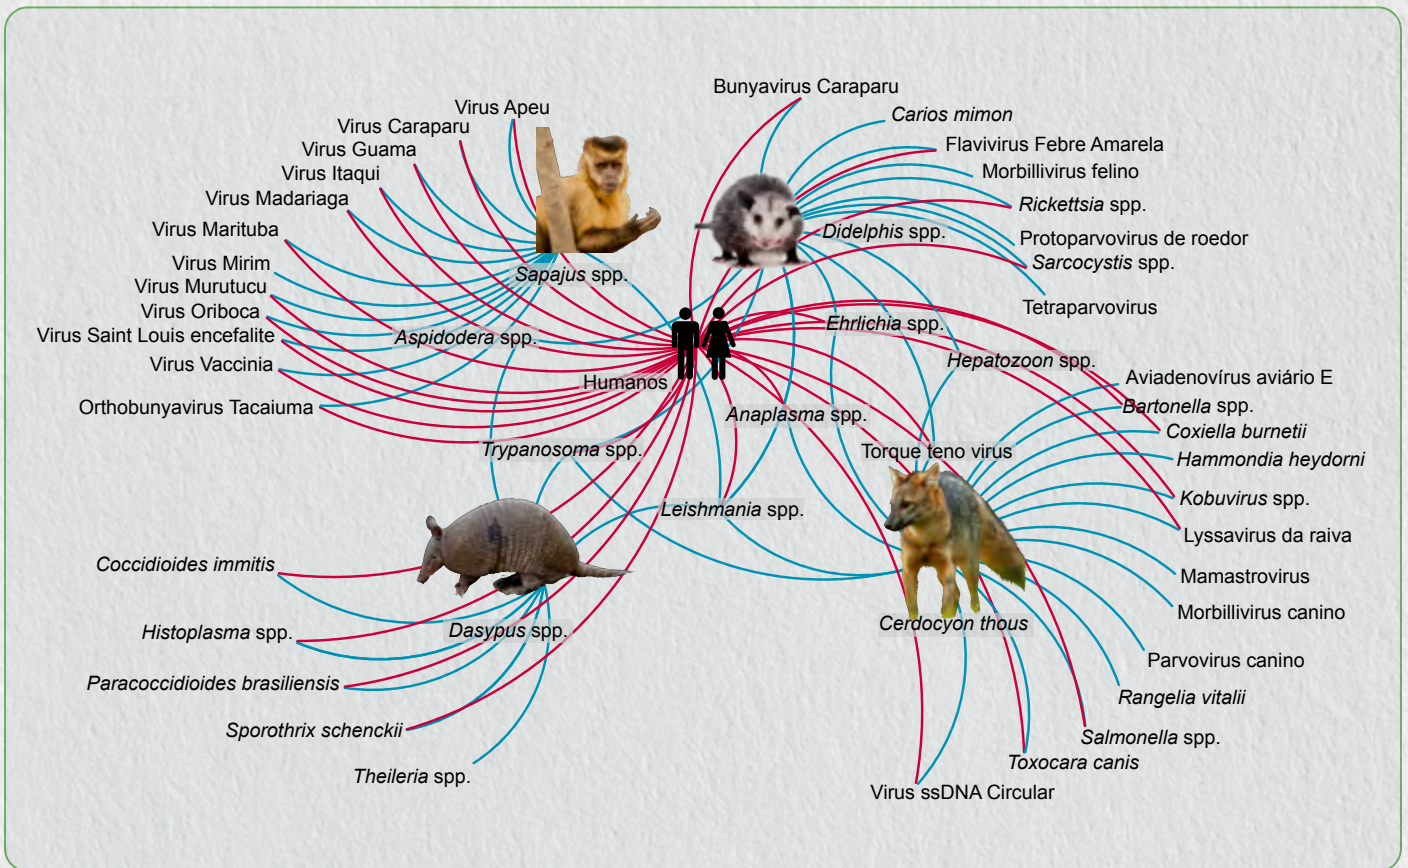 Bunyavirus Caraparu
Virus Apeu
Carios mimon
Virus Caraparu
Flavivirus Febre Amarela
Virus Guama
Morbillivirus felino
Virus Itaqui
Virus Madariaga
Rickettsia spp.
Virus Marituba
Didelphis spp.
Protoparvovirus de roedor
Virus Mirim
Sarcocystis spp.
Sapajus spp.
Virus Murutucu
Tetraparvovirus
Virus Oriboca
Ehrlichia spp.
Virus Saint Louis encefalite
Aspidodera spp.
Hepatozoon spp.
Virus Vaccinia
Humanos
Aviadenovírus aviário E
Orthobunyavirus Tacaiuma
Bartonella spp.
Anaplasma spp.
Coxiella burnetii
Trypanosoma spp.
Torque teno virus
Hammondia heydorni
Kobuvirus spp.
Leishmania spp.
Lyssavirus da raiva
Coccidioides immitis
Mamastrovirus
Morbillivirus canino
Histoplasma spp.
Dasypus spp.
Cerdocyon thous
Parvovirus canino
Paracoccidioides brasiliensis
Rangelia vitalii
Sporothrix schenckii
Salmonella spp.
Toxocara canis
Theileria spp.
Virus ssDNA Circular